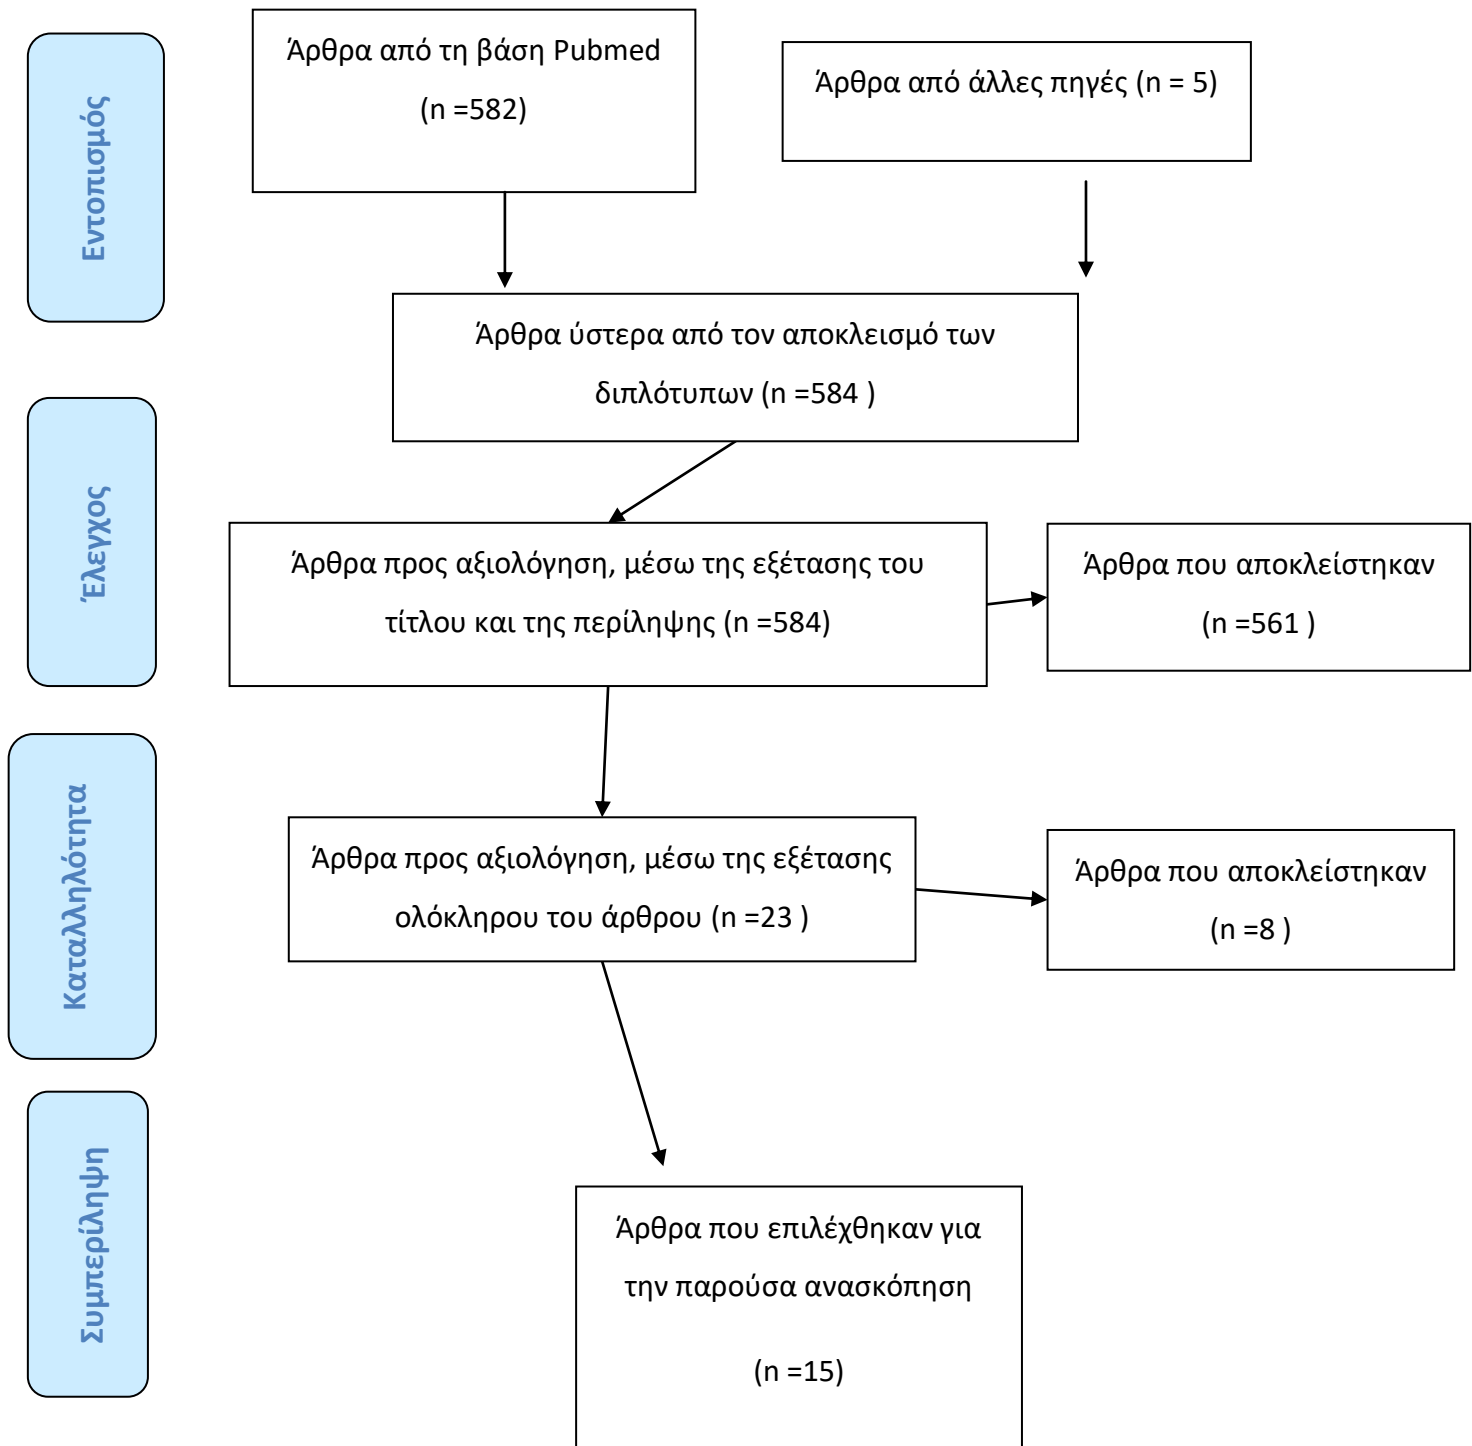 Εντοπισμός
Άρθρα από τη βάση Pubmed
(n =582)
Άρθρα από άλλες πηγές (n = 5)
Άρθρα ύστερα από τον αποκλεισμό των
διπλότυπων (n =584 )
Έλεγχος
Άρθρα προς αξιολόγηση, μέσω της εξέτασης του
τίτλου και της περίληψης (n =584)
Άρθρα που αποκλείστηκαν
(n =561 )
Καταλληλότητα
Άρθρα προς αξιολόγηση, μέσω της εξέτασης
ολόκληρου του άρθρου (n =23 )
Άρθρα που αποκλείστηκαν
(n =8 )
Συμπερίληψη
Άρθρα που επιλέχθηκαν για
την παρούσα ανασκόπηση
(n =15)